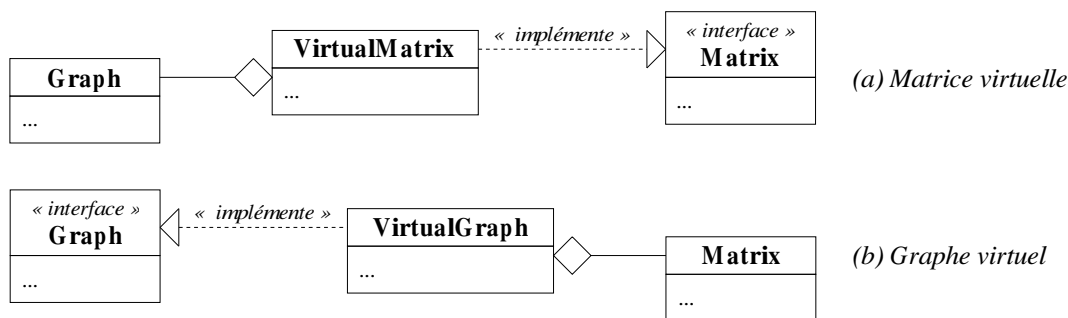 « implémente »
« interface »
VirtualMatrix
Matrix
Graph
(a) Matrice virtuelle
...
...
...
« interface »
« implémente »
Graph
VirtualGraph
Matrix
(b) Graphe virtuel
...
...
...